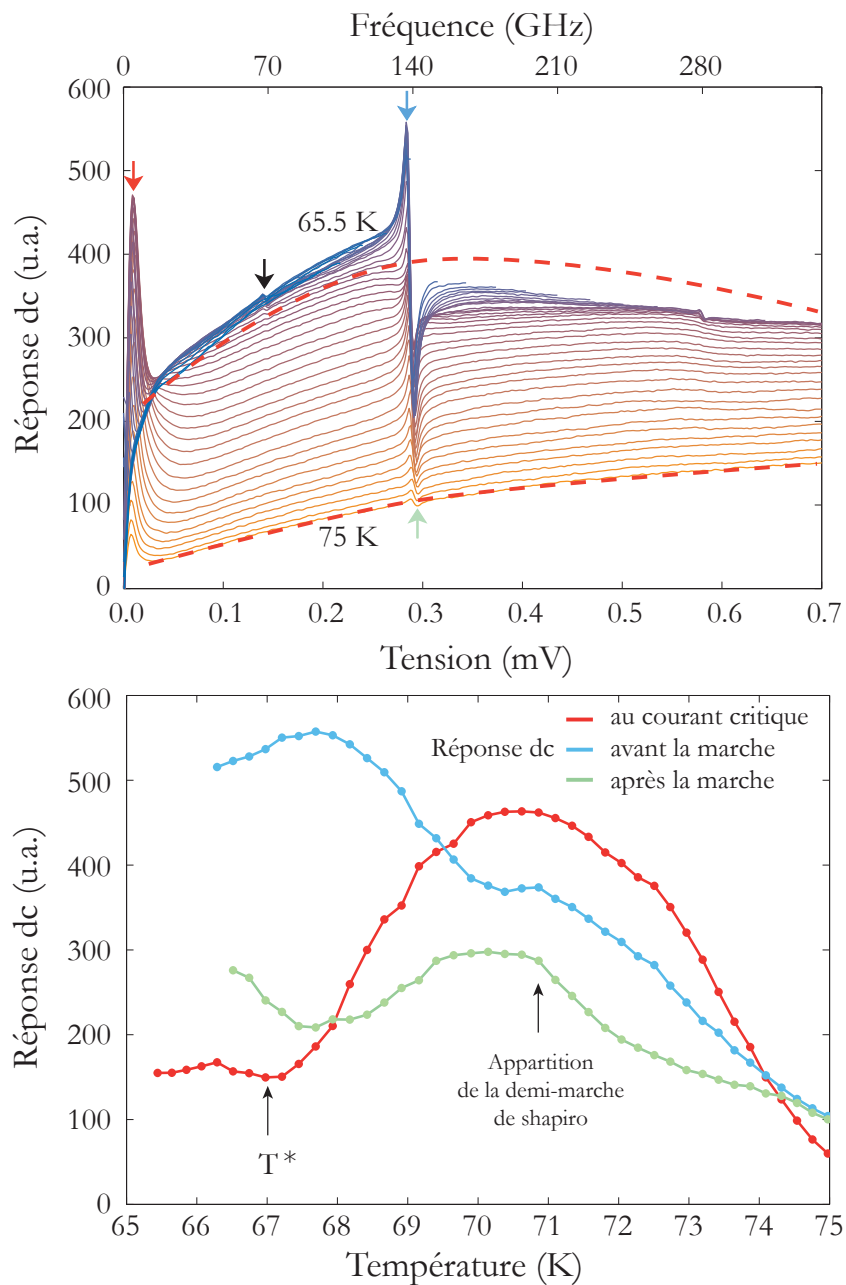 Fréquence (GHz)
0 70 140 210 280
600
500
400
300
200
100
0
Réponse dc (u.a.)
65.5 K
75 K
0.0 0.1 0.2 0.3 0.4 0.5 0.6 0.7
Tension (mV)
600
500
400
300
200
100
0
Réponse dc (u.a.)
Réponse dc
au courant critique
avant la marche
après la marche
Appartition
de la demi-marche
de shapiro
T*
65 66 67 68 69 70 71 72 73 74 75
Température (K)